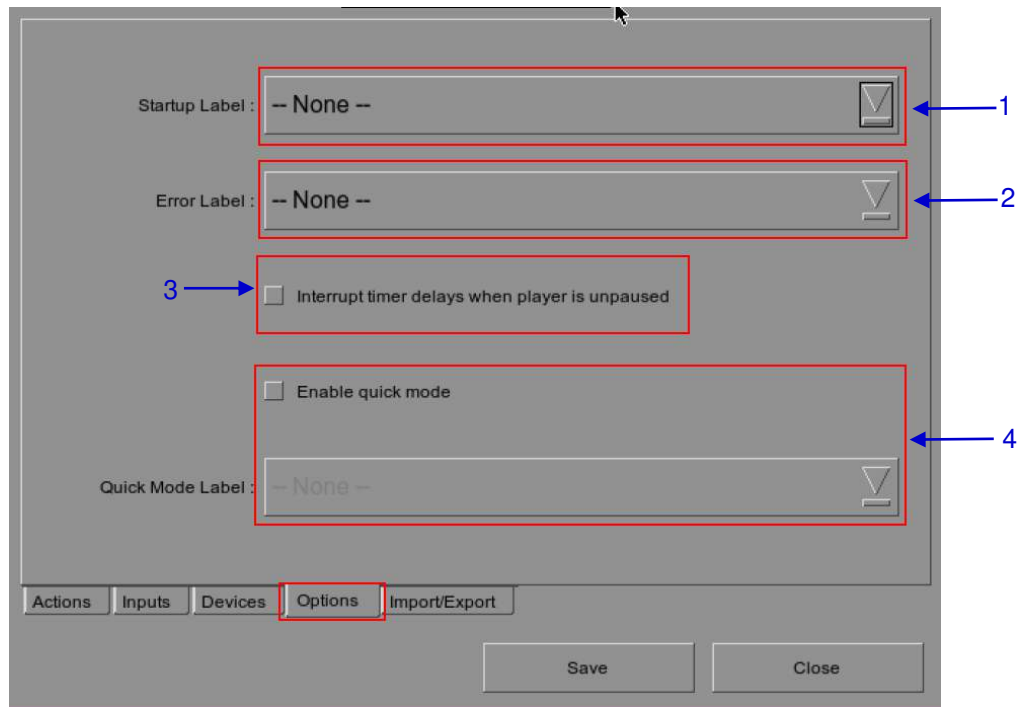 Startup Label : -- None -- 1
Error Label : -- None -- 2
3 Interrupt timer delays when player is unpaused
Enable quick mode
4
Quick Mode Label : -- None --
Actions Inputs Devices Options Import/Export
Save Close